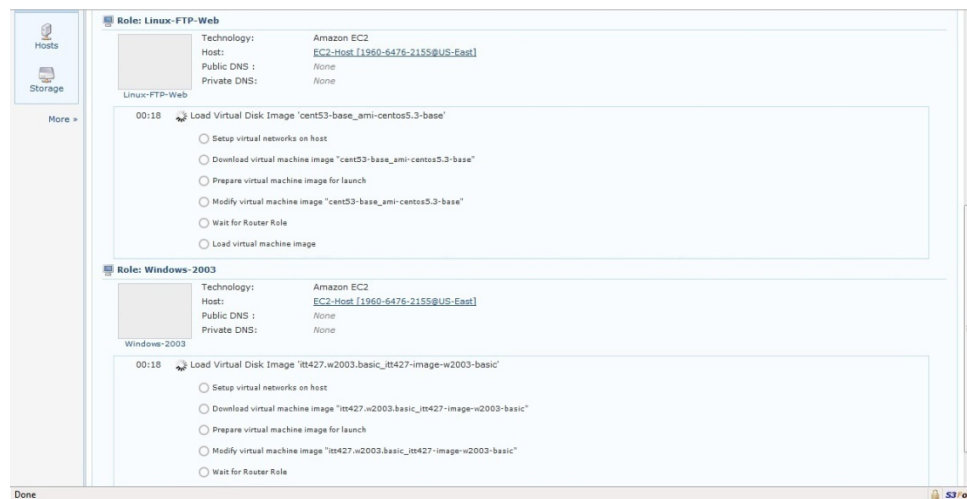 Hosts
Storage
More »
Role: Linux-FTP-Web
Technology: Amazon EC2
Host: EC2-Host [1960-6476-2155@US-East]
Public DNS : None
Private DNS: None
Linux-FTP-Web
00:18 Load Virtual Disk Image 'cent53-base_ami-centos5.3-base'
Setup virtual networks on host
Download virtual machine image "cent53-base_ami-centos5.3-base"
Prepare virtual machine image for launch
Modify virtual machine image "cent53-base_ami-centos5.3-base"
Wait for Router Role
Load virtual machine image
Role: Windows-2003
Technology: Amazon EC2
Host: EC2-Host [1960-6476-2155@US-East]
Public DNS : None
Private DNS: None
Windows-2003
00:18 Load Virtual Disk Image 'itt427.w2003.basic_itt427-image-w2003-basic'
Setup virtual networks on host
Download virtual machine image "itt427.w2003.basic_itt427-image-w2003-basic"
Prepare virtual machine image for launch
Modify virtual machine image "itt427.w2003.basic_itt427-image-w2003-basic"
Wait for Router Role
Done
S3Fo